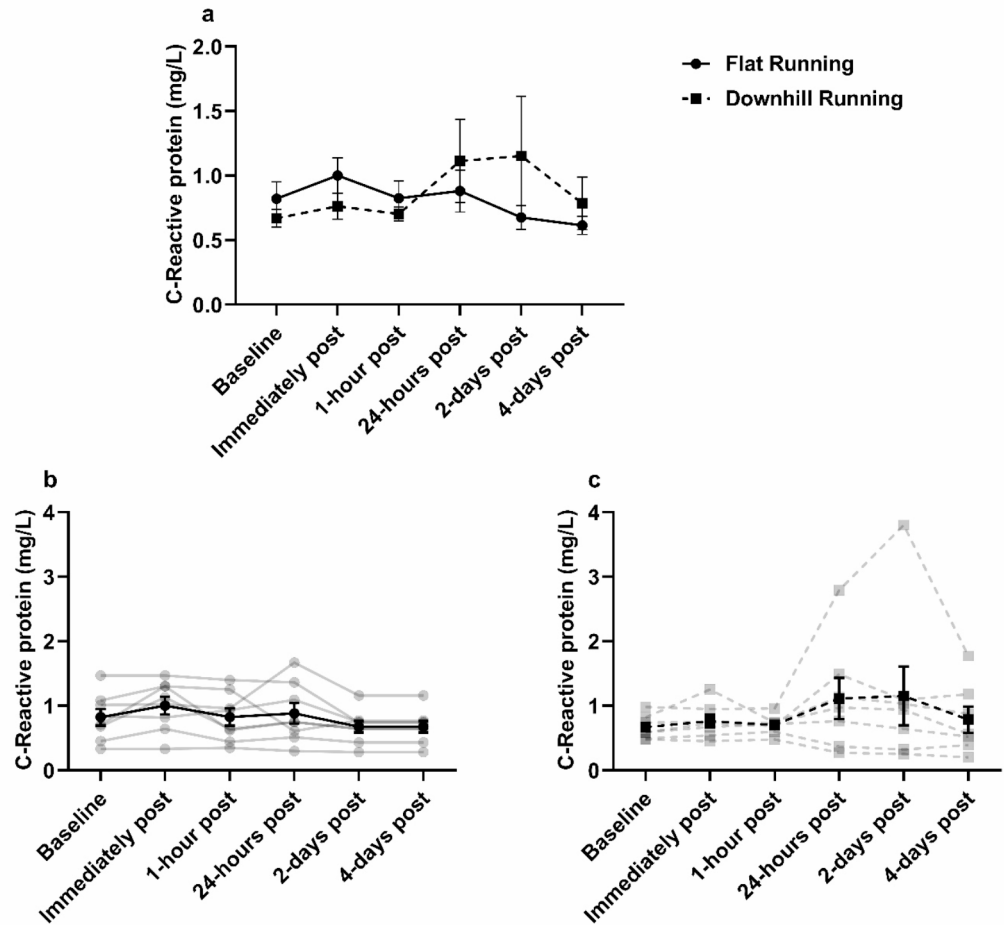 a
C-Reactive protein (mg/L)
2.0
1.5
1.0
0.5
0.0
Baseline
Immediately post
1-hour post
24-hours post
2-days post
4-days post
Flat Running
Downhill Running
b
C-Reactive protein (mg/L)
4
3
2
1
0
Baseline
Immediately post
1-hour post
24-hours post
2-days post
4-days post
c
C-Reactive protein (mg/L)
4
3
2
1
0
Baseline
Immediately post
1-hour post
24-hours post
2-days post
4-days post